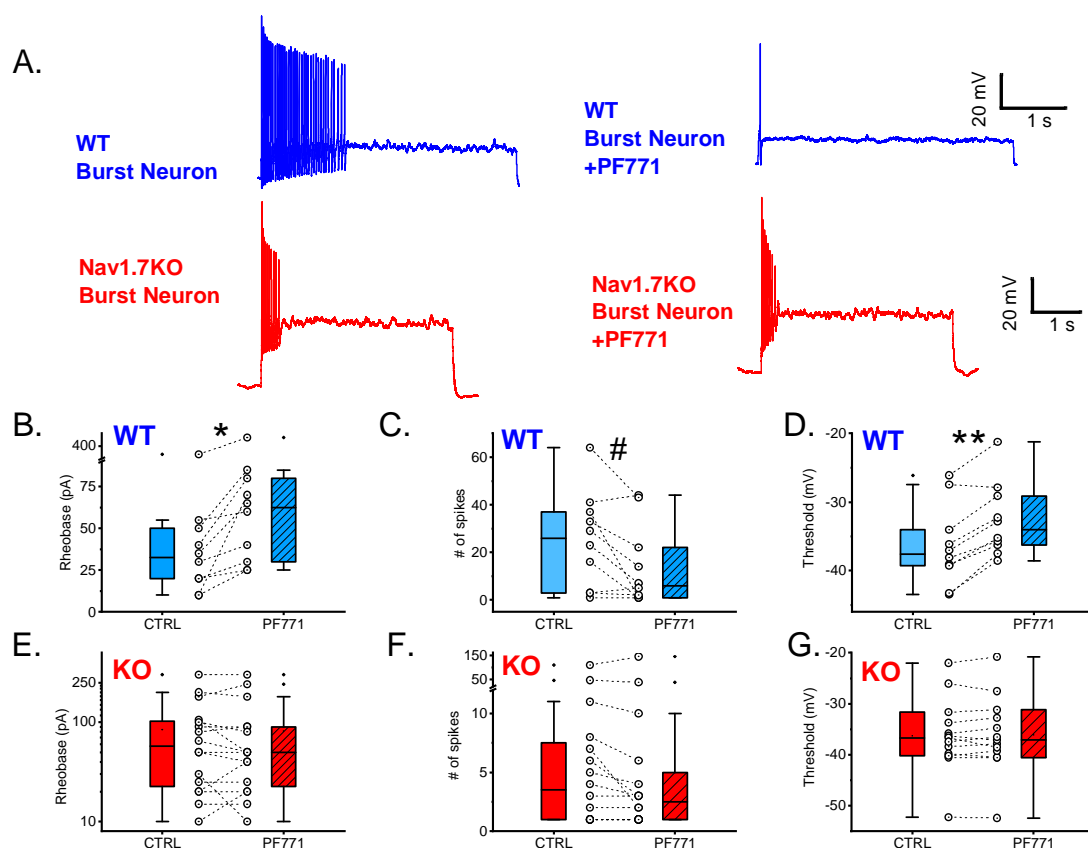 A.
WT
Burst Neuron
WT
Burst Neuron
+PF771
20 mV
1 s
Nav1.7KO
Burst Neuron
Nav1.7KO
Burst Neuron
+PF771
20 mV
1 s
B.
WT
*
Rheobase (pA)
400
75
50
25
0
CTRL
PF771
C.
WT
#
# of spikes
60
40
20
0
CTRL
PF771
D.
WT
**
Threshold (mV)
-20
-30
-40
CTRL
PF771
E.
KO
Rheobase (pA)
250
100
10
CTRL
PF771
F.
KO
# of spikes
150
50
10
5
0
CTRL
PF771
G.
KO
Threshold (mV)
-20
-30
-40
-50
CTRL
PF771